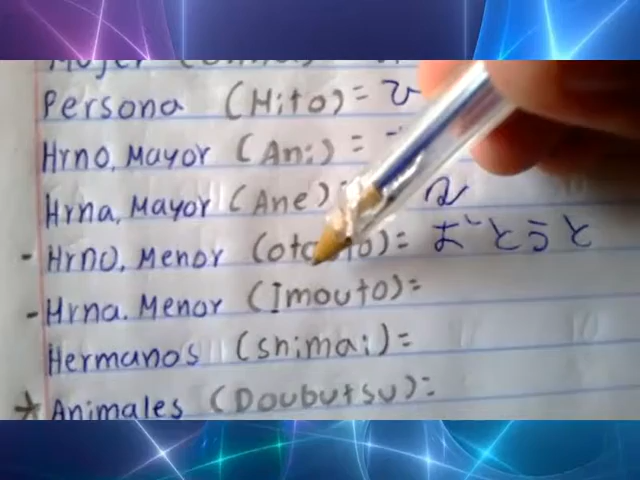 Mujer
Persona (Hito) = ひ
Hrno, Mayor (Ani) =
Hrna, Mayor (Ane)
- Hrno, Menor = おとうと
- Hrna. Menor (Imouto) =
Hermanos (shimai) =
* Animales (Doubutsu) =